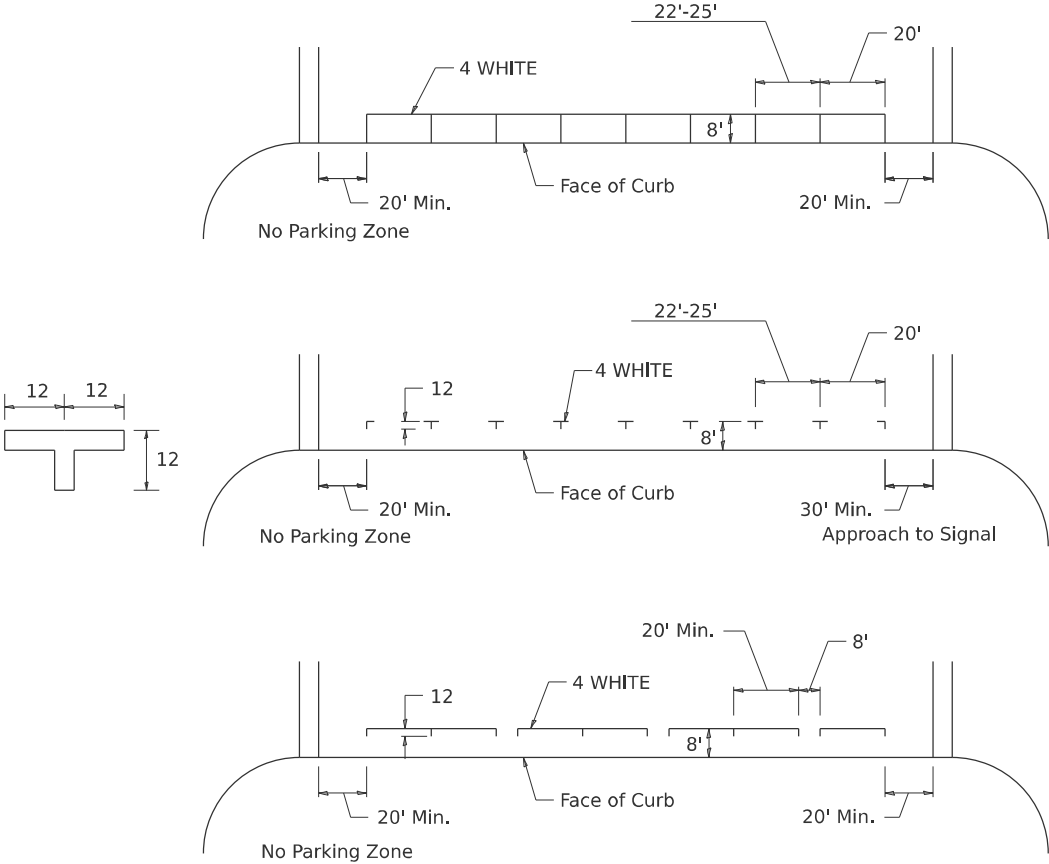 22'-25'
20'
4 WHITE
8'
Face of Curb
20' Min.
20' Min.
No Parking Zone
22'-25'
20'
4 WHITE
12
12 12
12
8'
Face of Curb
20' Min.
30' Min.
No Parking Zone
Approach to Signal
20' Min.
8'
4 WHITE
12
8'
Face of Curb
20' Min.
20' Min.
No Parking Zone